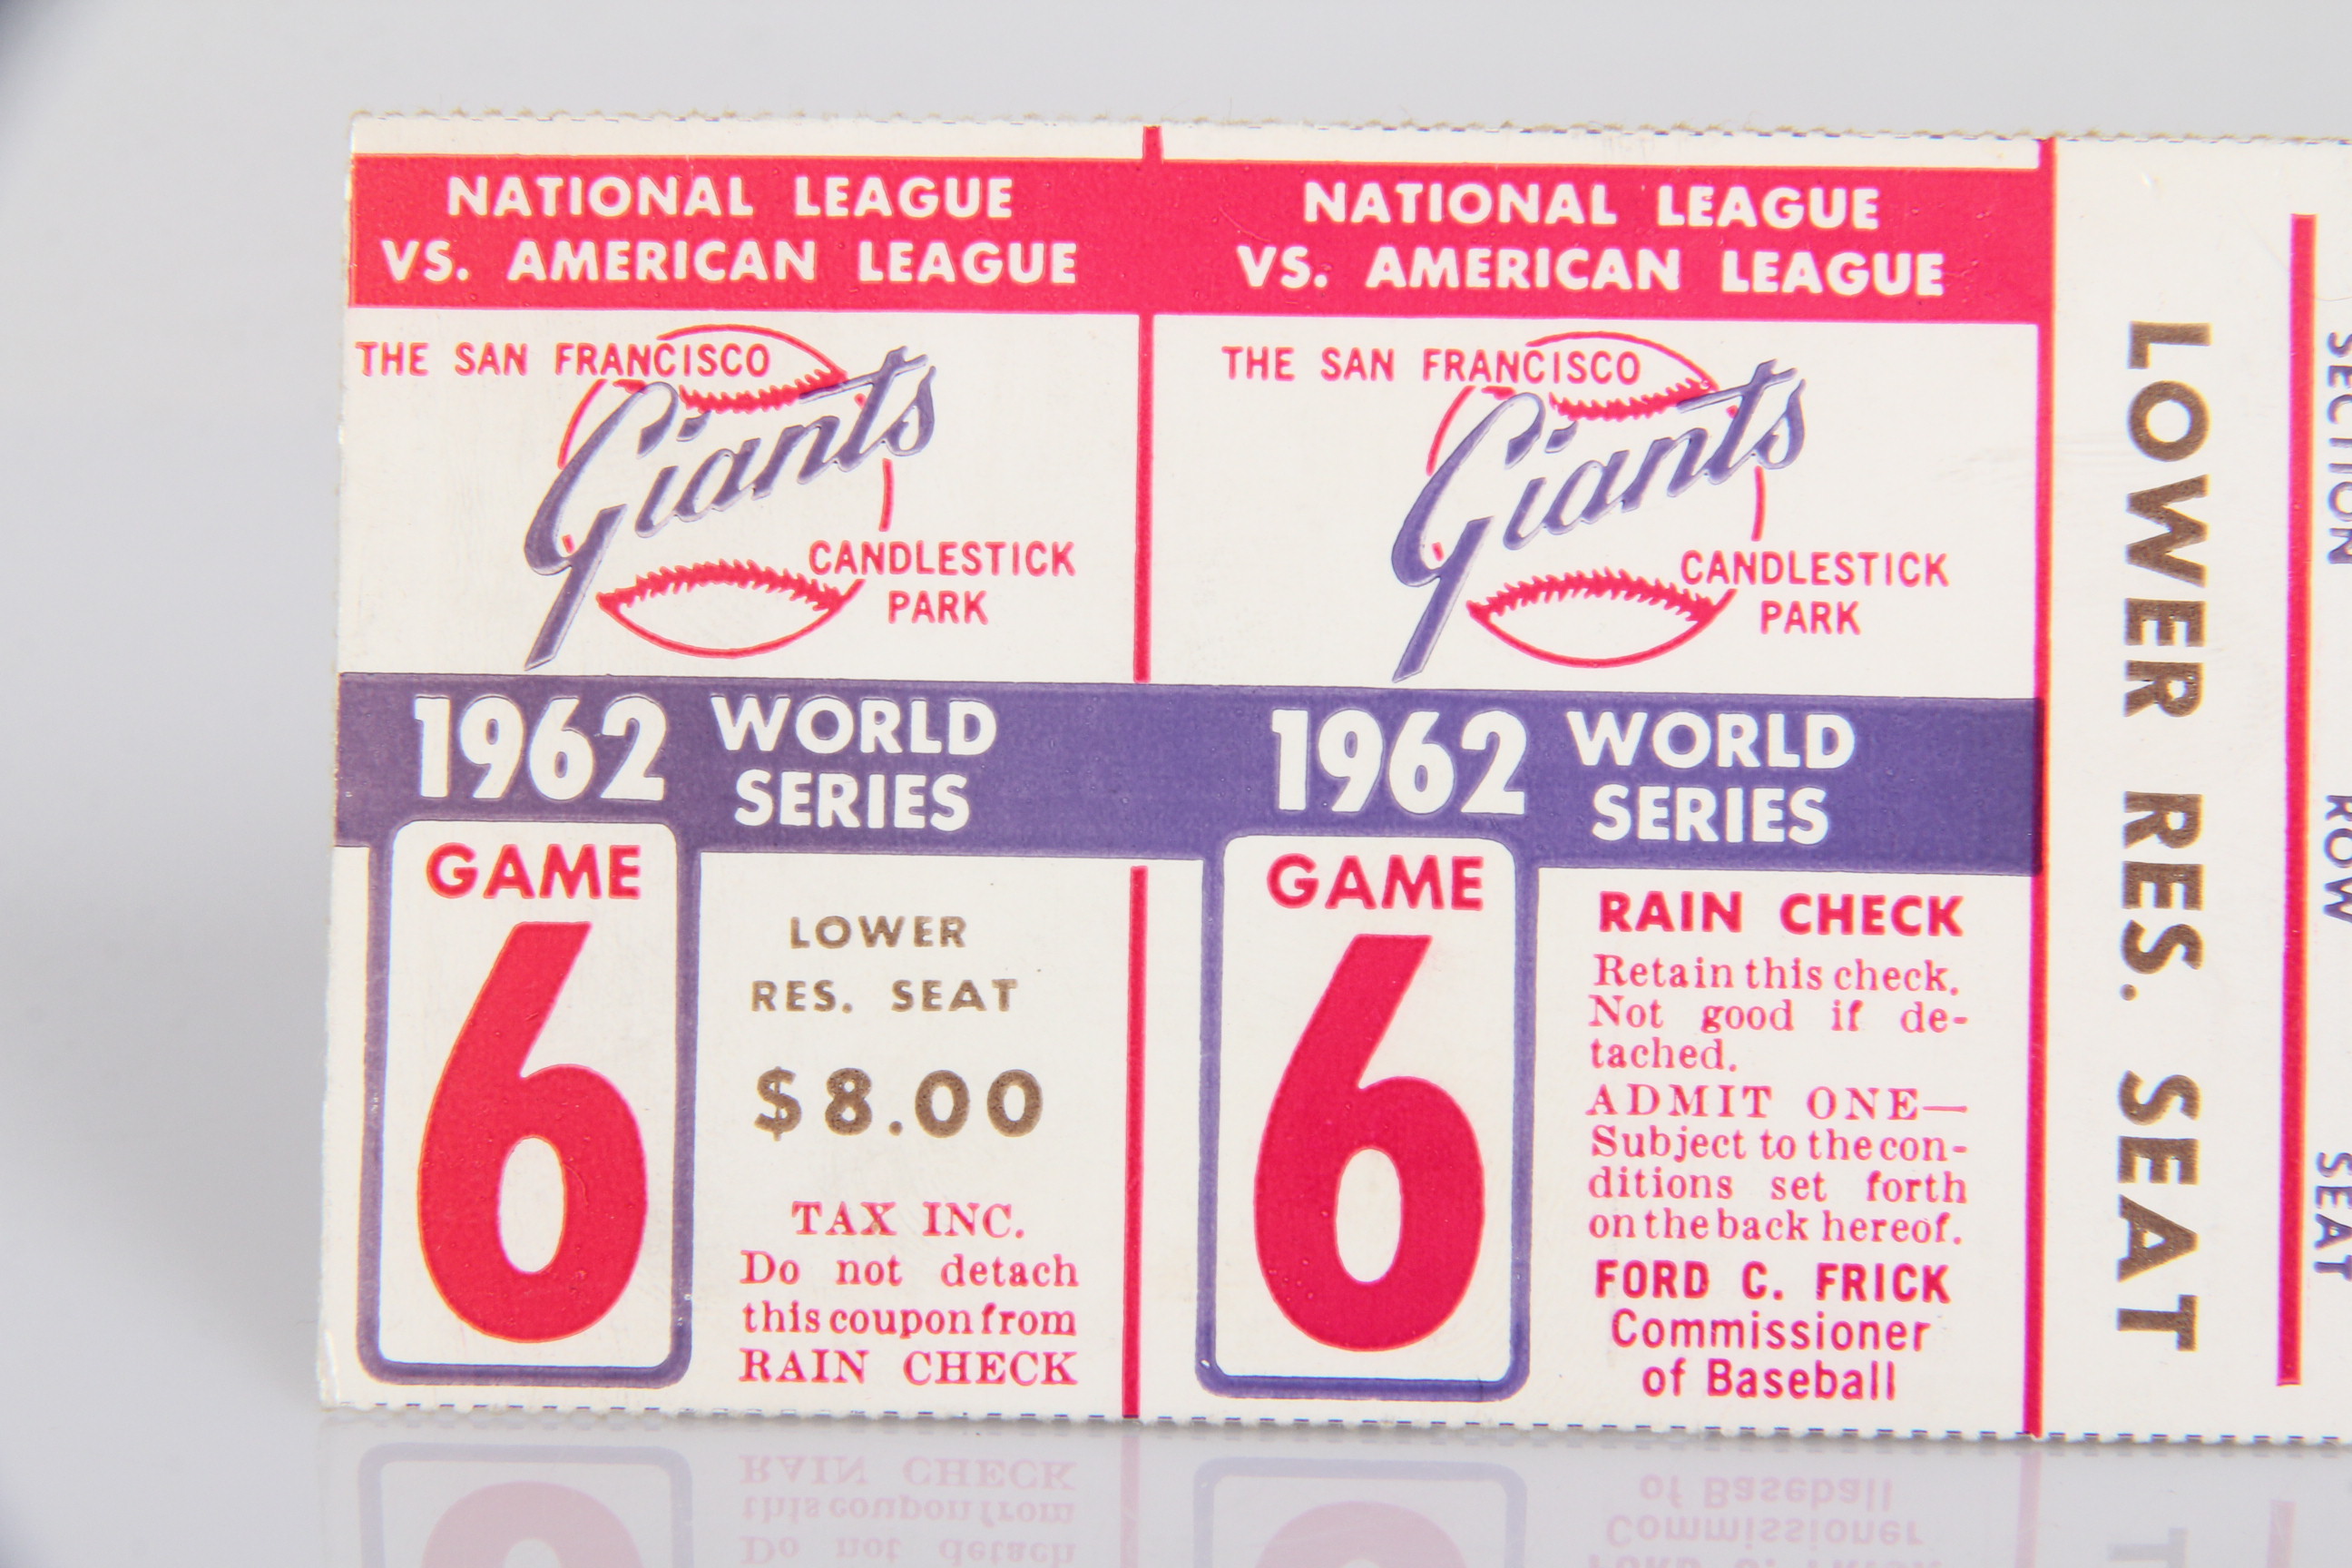 NATIONAL LEAGUE
VS. AMERICAN LEAGUE
THE SAN FRANCISCO
Giants
CANDLESTICK
PARK
1962 WORLD
SERIES
GAME
6
LOWER
RES. SEAT
$8.00
TAX INC.
Do not detach
this coupon from
RAIN CHECK
NATIONAL LEAGUE
VS. AMERICAN LEAGUE
THE SAN FRANCISCO
Giants
CANDLESTICK
PARK
1962 WORLD
SERIES
GAME
6
RAIN CHECK
Retain this check.
Not good if de-
tached.
ADMIT ONE—
Subject to the con-
ditions set forth
on the back hereof.
FORD C. FRICK
Commissioner
of Baseball
LOWER RES. SEAT
SECTION
ROW
SEAT